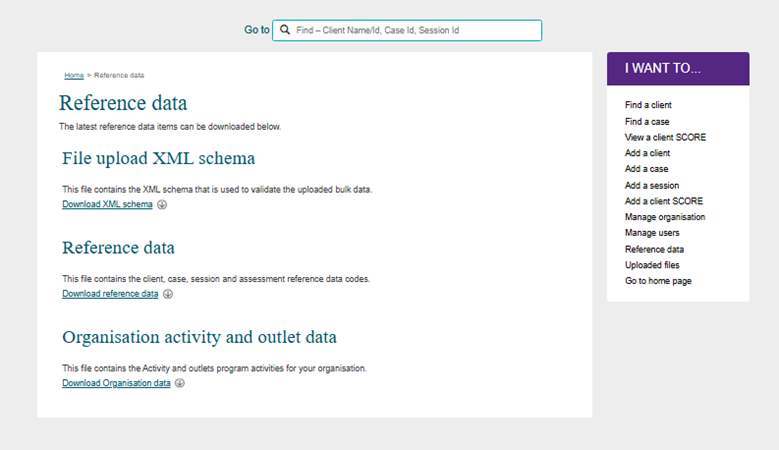 Go to Find – Client Name/Id, Case Id, Session Id
Home > Reference data
Reference data
The latest reference data items can be downloaded below.
File upload XML schema
This file contains the XML schema that is used to validate the uploaded bulk data.
Download XML schema
Reference data
This file contains the client, case, session and assessment reference data codes.
Download reference data
Organisation activity and outlet data
This file contains the Activity and outlets program activities for your organisation.
Download Organisation data
I WANT TO...
Find a client
Find a case
View a client SCORE
Add a client
Add a case
Add a session
Add a client SCORE
Manage organisation
Manage users
Reference data
Uploaded files
Go to home page